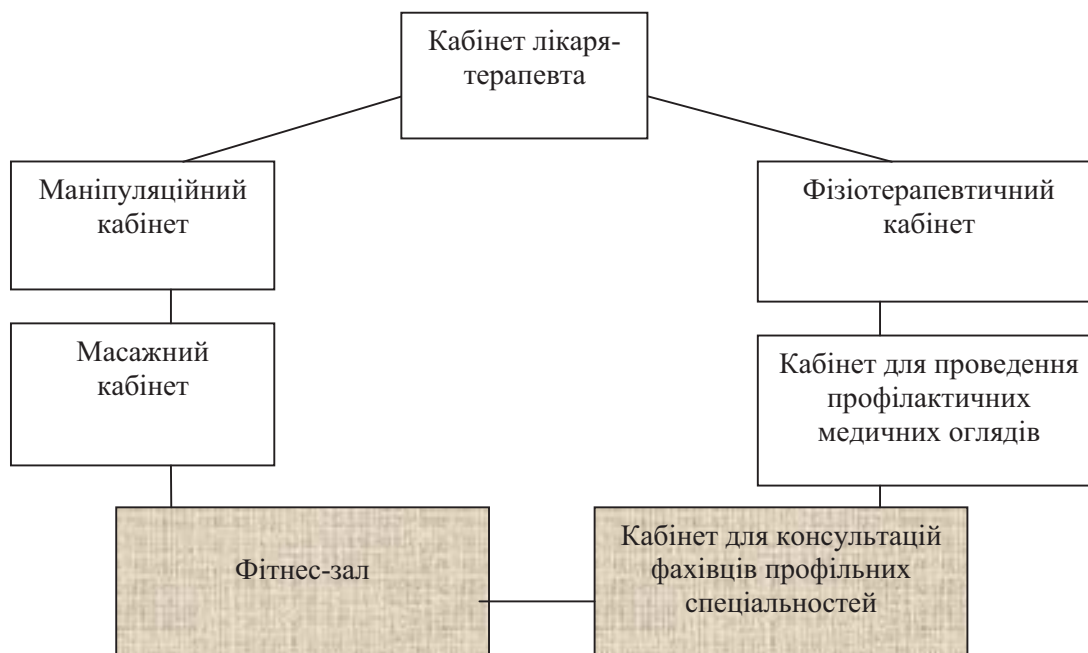 Кабінет лікаря-
терапевта
Маніпуляційний
кабінет
Фізіотерапевтичний
кабінет
Масажний
кабінет
Кабінет для проведення
профілактичних
медичних оглядів
Фітнес-зал
Кабінет для консультацій
фахівців профільних
спеціальностей